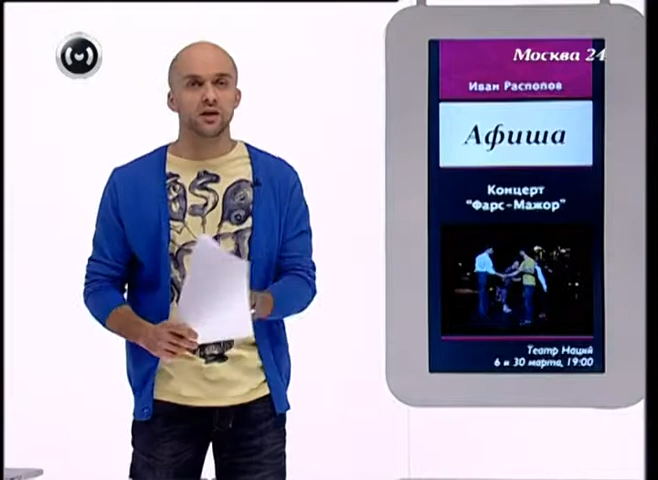 Москва 24
Иван Распопов
Афиша
Концерт
"Фарс-Мажор"
Театр Наций
6 и 30 марта, 19:00